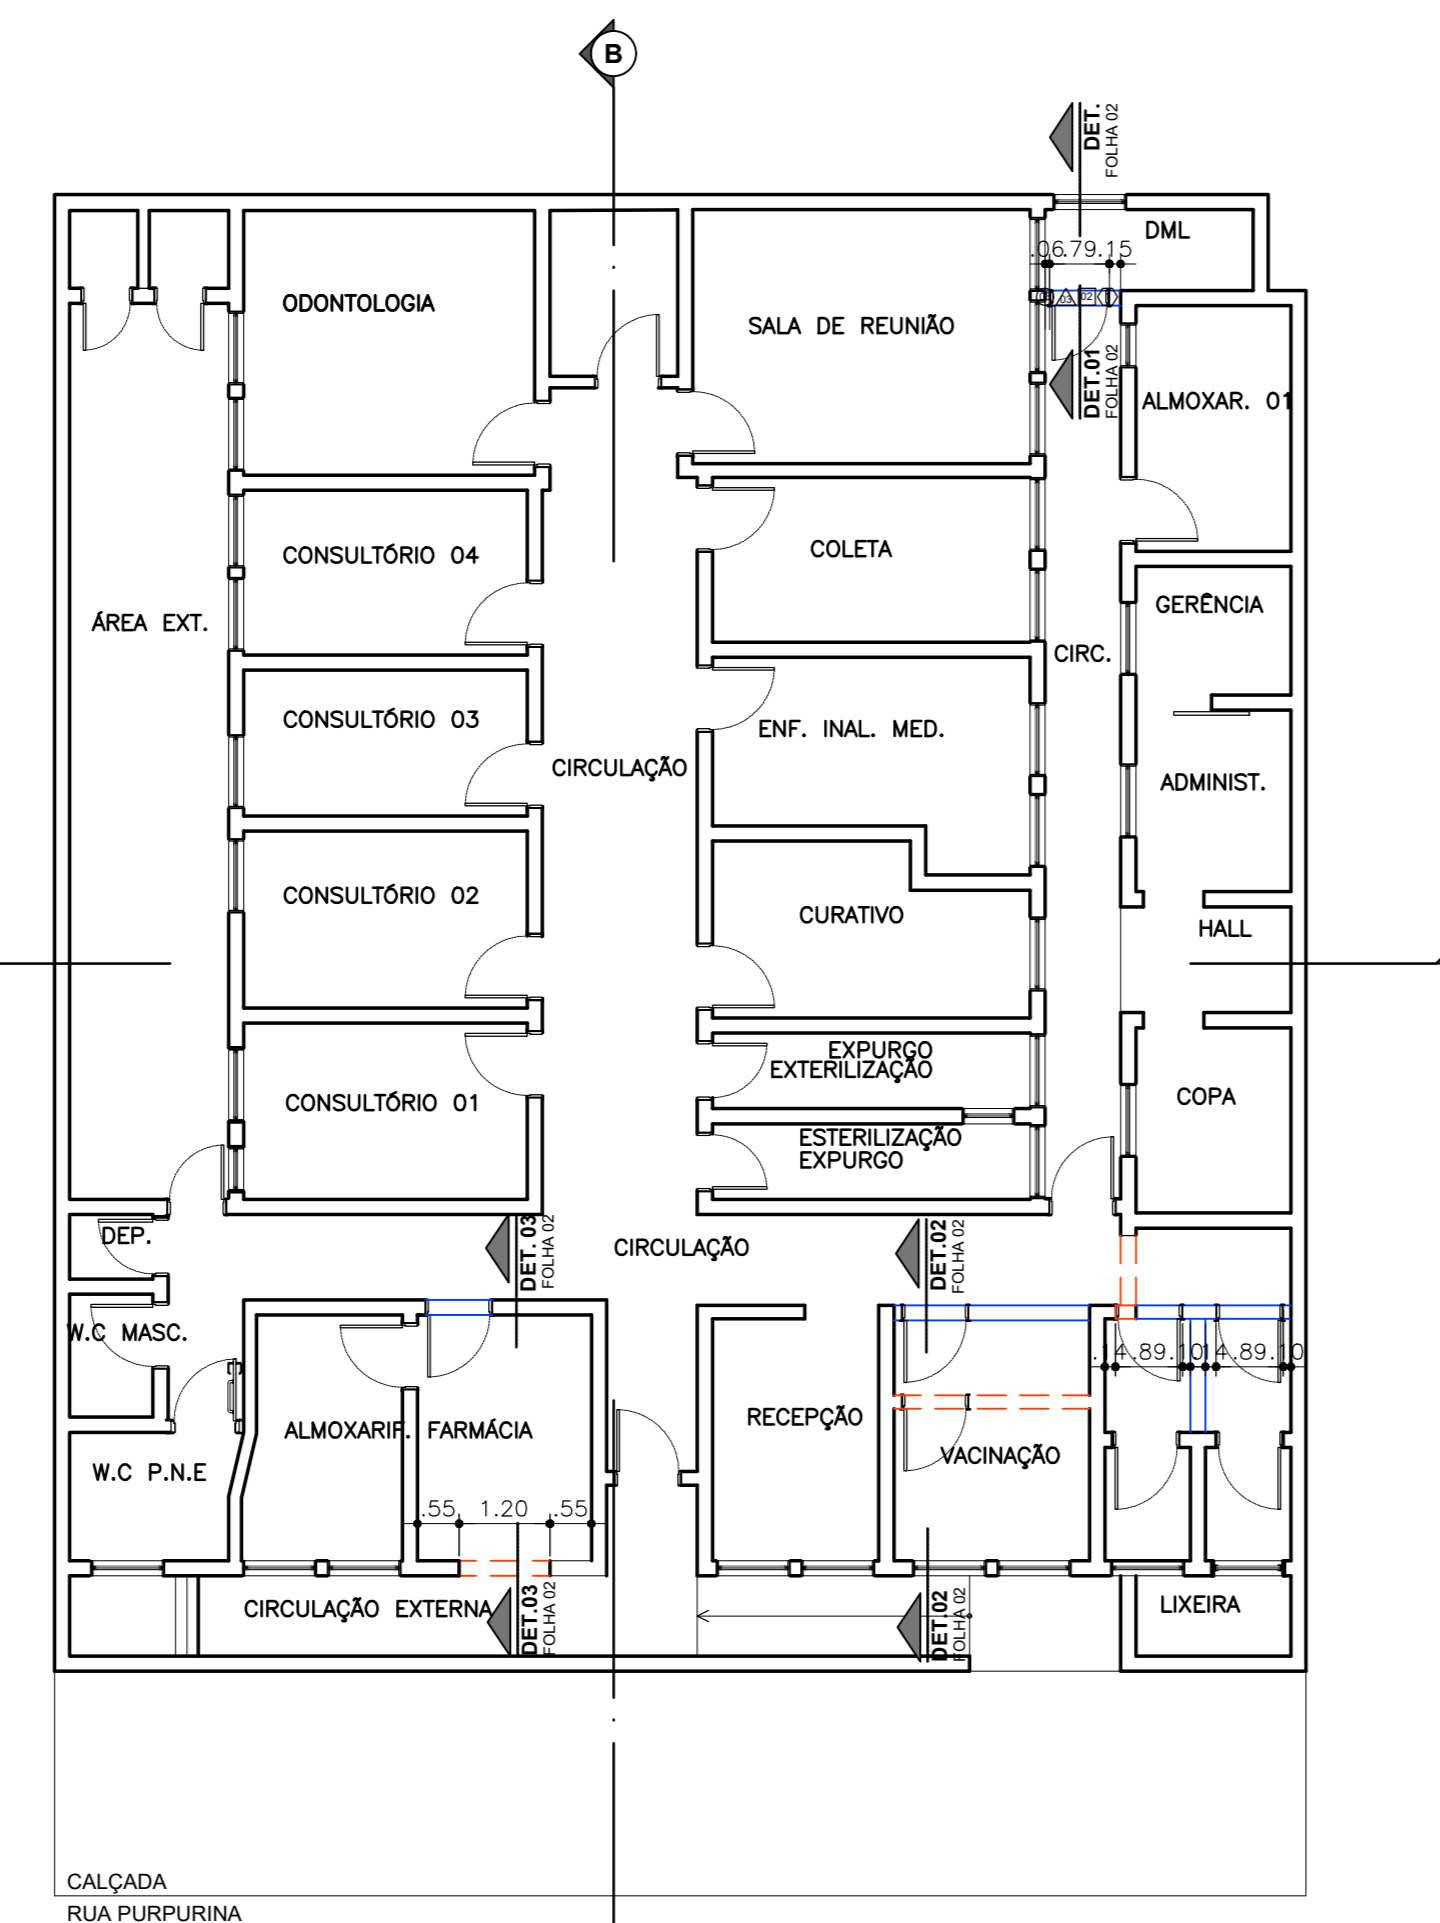 B
DET.
FOLHA 02
DML
.06.79.15
ODONTOLOGIA
SALA DE REUNIÃO
03
02
DET.01
FOLHA 02
ALMOXAR. 01
CONSULTÓRIO 04
COLETA
ÁREA EXT.
GERÊNCIA
CIRC.
CONSULTÓRIO 03
ENF. INAL. MED.
CIRCULAÇÃO
ADMINIST.
CONSULTÓRIO 02
CURATIVO
HALL
EXPURGO
EXTERILIZAÇÃO
CONSULTÓRIO 01
COPA
ESTERILIZAÇÃO
EXPURGO
DEP.
DET. 03
FOLHA 02
CIRCULAÇÃO
DET.02
FOLHA 02
W.C MASC.
.14.89.10
14.89.10
ALMOXARIF.
FARMÁCIA
RECEPÇÃO
VACINAÇÃO
W.C P.N.E
.55 1.20 .55
CIRCULAÇÃO EXTERNA
DET.03
FOLHA 02
DET.02
FOLHA 02
LIXEIRA
CALÇADA
RUA PURPURINA